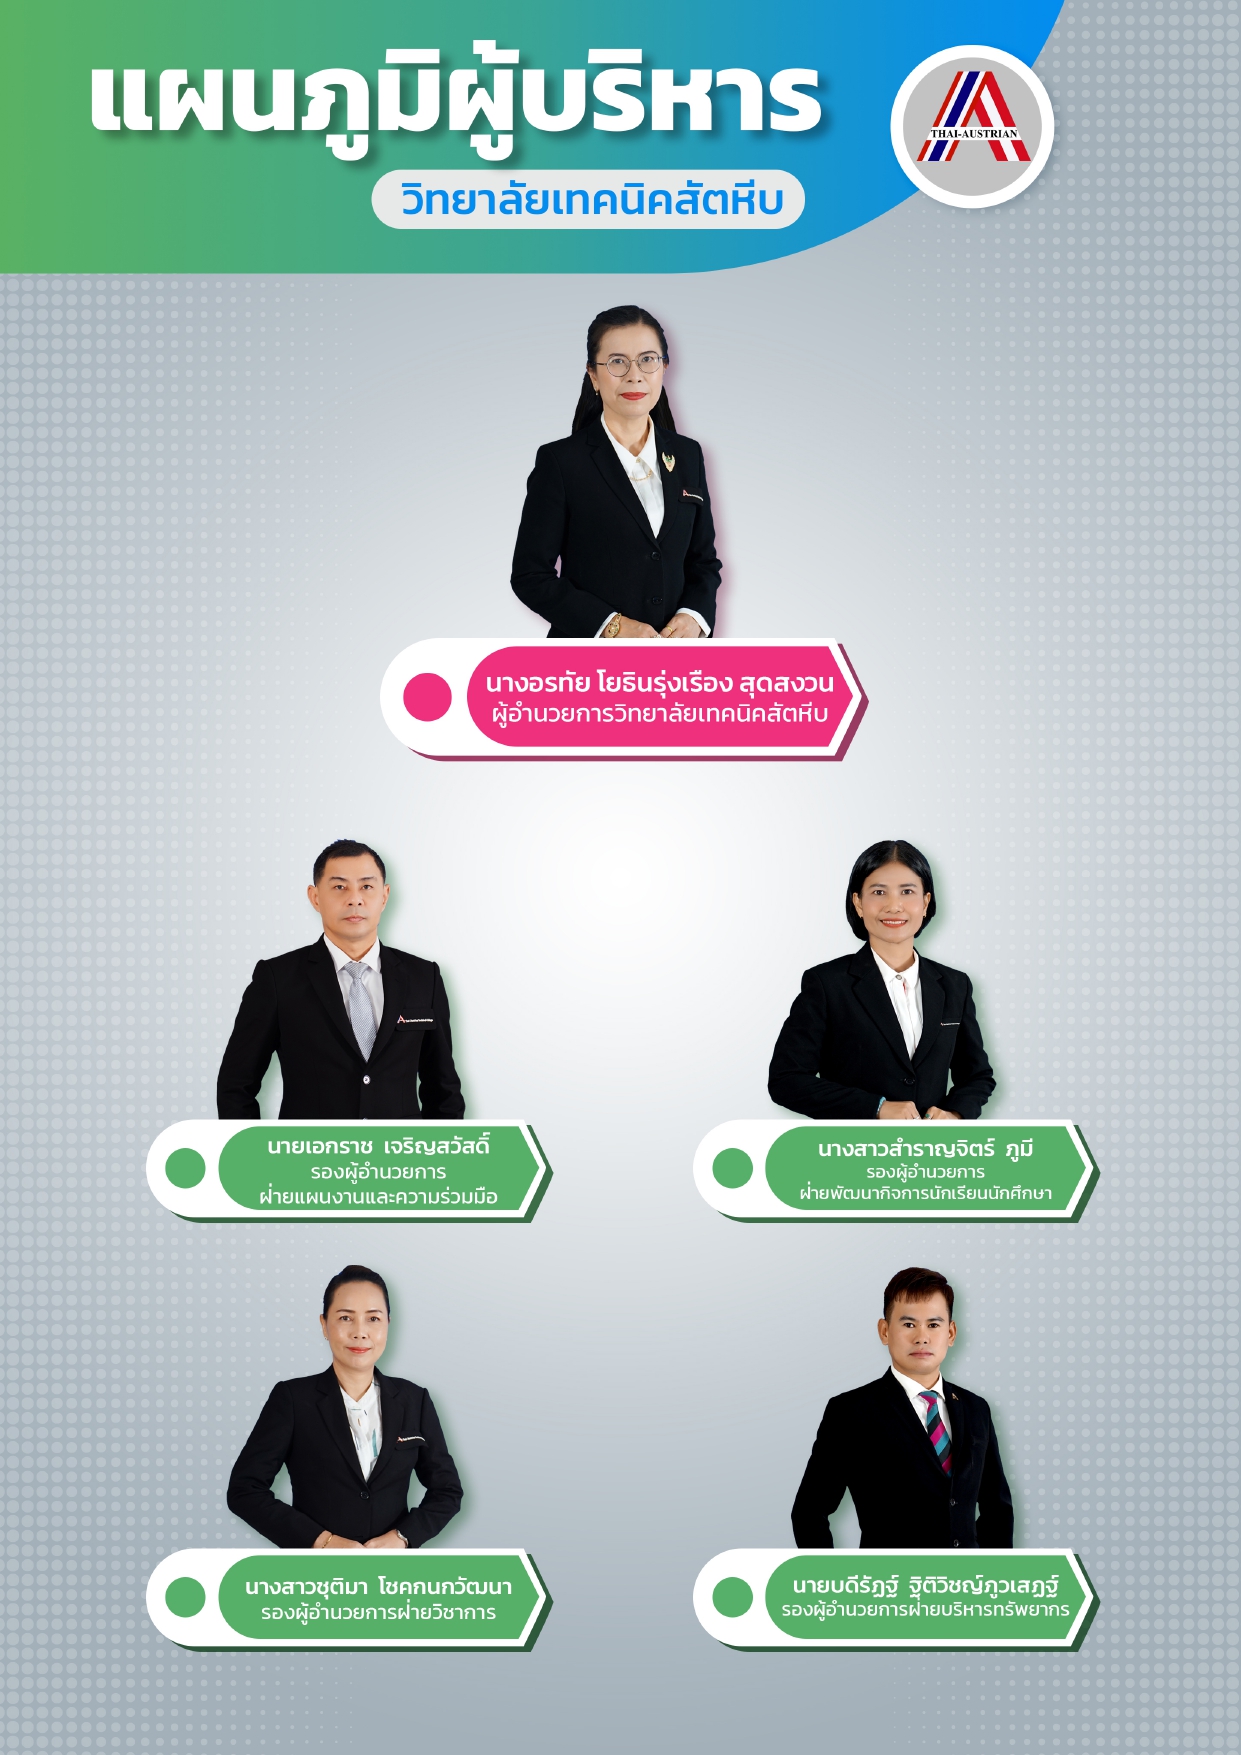 แผนภูมิผู้บริหาร
วิทยาลัยเทคนิคสัตหีบ
THAI-AUSTRIAN
นางอรทัย โยธินรุ่งเรือง สุดสงวน
ผู้อำนวยการวิทยาลัยเทคนิคสัตหีบ
นายเอกราช เจริญสวัสดิ์
รองผู้อำนวยการ
ฝ่ายแผนงานและความร่วมมือ
นางสาวสำราญจิตร์ ภูมี
รองผู้อำนวยการ
ฝ่ายพัฒนากิจการนักเรียนนักศึกษา
นางสาวชุติมา โชคกนกวัฒนา
รองผู้อำนวยการฝ่ายวิชาการ
นายบดีรัฏฐ์ ฐิติวิชญ์ภูวเสฏฐ์
รองผู้อำนวยการฝ่ายบริหารทรัพยากร